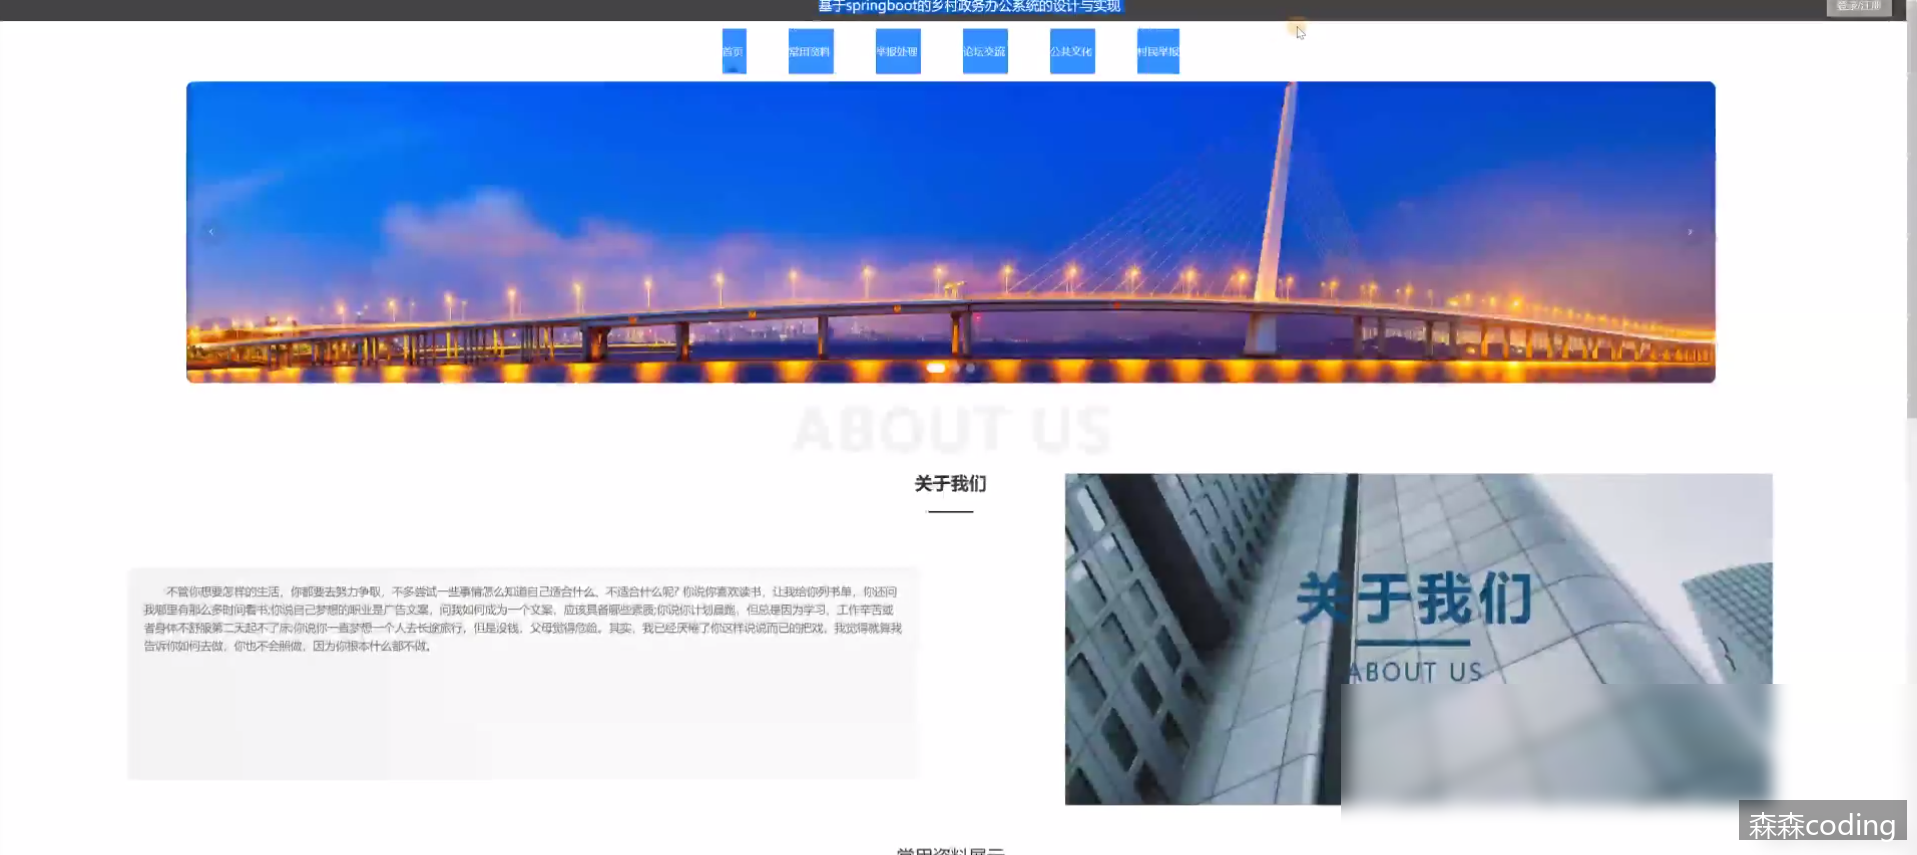 基于springboot的乡村政务办公系统的设计与实现
登录/注册
首页
常用资料
举报处理
论坛交流
公共文化
村民举报
ABOUT US
关于我们
不管你想要怎样的生活，你都要去努力争取，不多尝试一些事情怎么知道自己适合什么、不适合什么呢？你说你喜欢读书，让我给你列书单，你还问
我哪里有那么多时间看书;你说自己梦想的职业是广告文案，问我如何成为一个文案，应该具备哪些素质;你说你计划晨跑，但总是因为学习、工作辛苦或
者身体不舒服第二天起不了床;你说你一直梦想一个人去长途旅行，但是没钱，父母觉得危险。其实，我已经厌倦了你这样说说而已的把戏，我觉得就算我
告诉你如何去做，你也不会照做，因为你根本什么都不做。
关于我们
ABOUT US
常用资料展示
森森coding